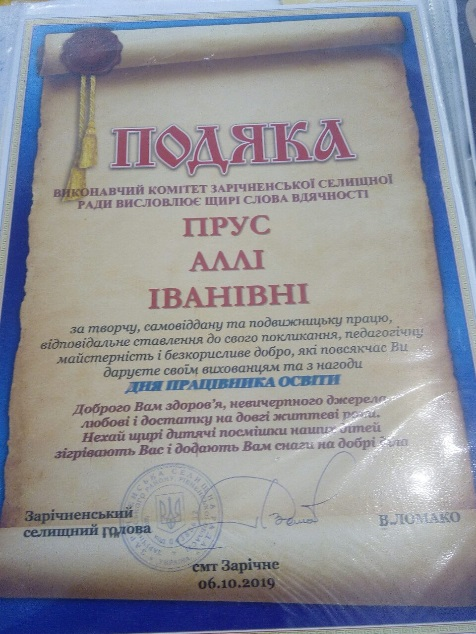 ПОДЯКА
ВИКОНАВЧИЙ КОМІТЕТ ЗАРІЧНЕНСЬКОЇ СЕЛИЩНОЇ
РАДИ ВИСЛОВЛЮЄ ЩИРІ СЛОВА ВДЯЧНОСТІ
ПРУС
АЛЛІ
ІВАНІВНІ
за творчу, самовіддану та подвижницьку працю,
відповідальне ставлення до свого покликання, педагогічну
майстерність і безкорисливе добро, які повсякчас Ви
даруєте своїм вихованцям та з нагоди
ДНЯ ПРАЦІВНИКА ОСВІТИ
Доброго Вам здоров'я, невичерпного джерела
любові і достатку на довгі життєві роки.
Нехай щирі дитячі посмішки наших дітей
зігрівають Вас і додають Вам снаги на добрі діла
Зарічненський
селищний голова
В.ЛОМАКО
смт Зарічне
06.10.2019